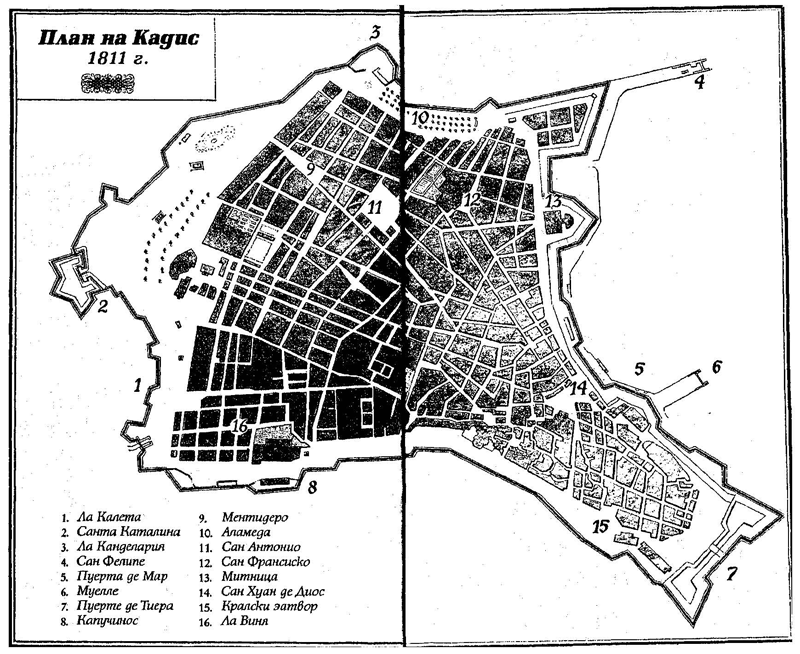 План на Кадис
1811 г.
3
4
10
9
11
12
13
2
1
5
6
14
16
8
15
7
1. Ла Калета
2. Санта Каталина
3. Ла Канделария
4. Сан Фелипе
5. Пуерта де Мар
6. Муелле
7. Пуерте де Тиера
8. Капучинос
9. Ментидеро
10. Аламеда
11. Сан Антонио
12. Сан Франсиско
13. Митница
14. Сан Хуан де Диос
15. Кралски затвор
16. Ла Виня